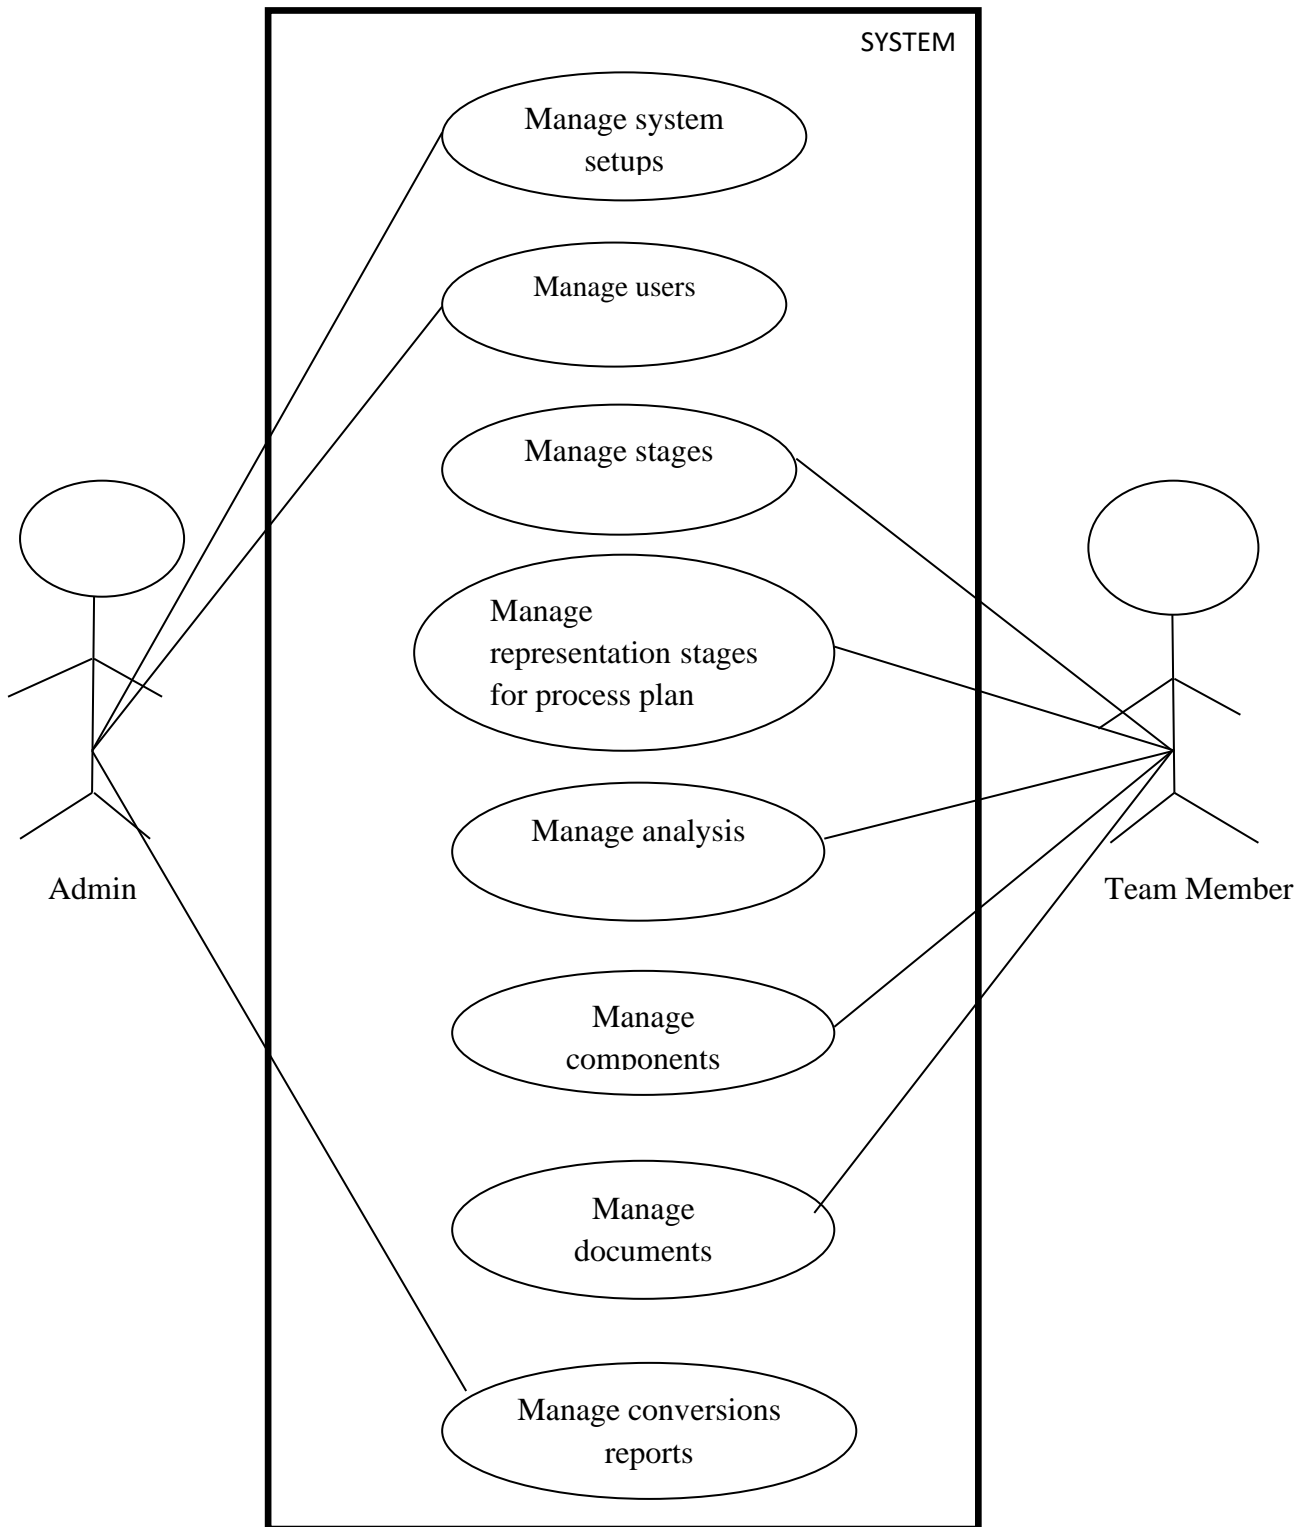 SYSTEM
Manage system
setups
Manage users
Manage stages
Manage
representation stages
for process plan
Manage analysis
Admin
Team Member
Manage
components
Manage
documents
Manage conversions
reports